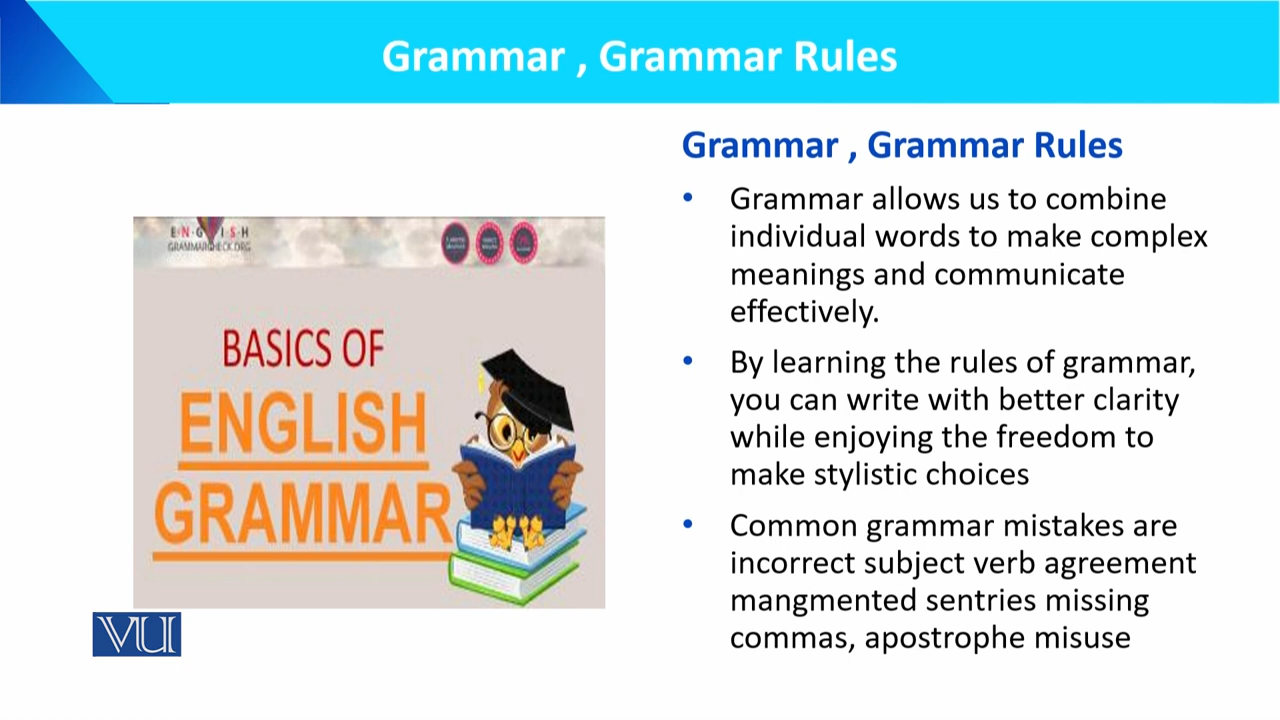 Grammar , Grammar Rules
Grammar , Grammar Rules
• Grammar allows us to combine
individual words to make complex
meanings and communicate
effectively.
• By learning the rules of grammar,
you can write with better clarity
while enjoying the freedom to
make stylistic choices
• Common grammar mistakes are
incorrect subject verb agreement
mangmented sentries missing
commas, apostrophe misuse
GRAMMARCHECK.ORG
BASICS OF
ENGLISH
GRAMMAR
VU